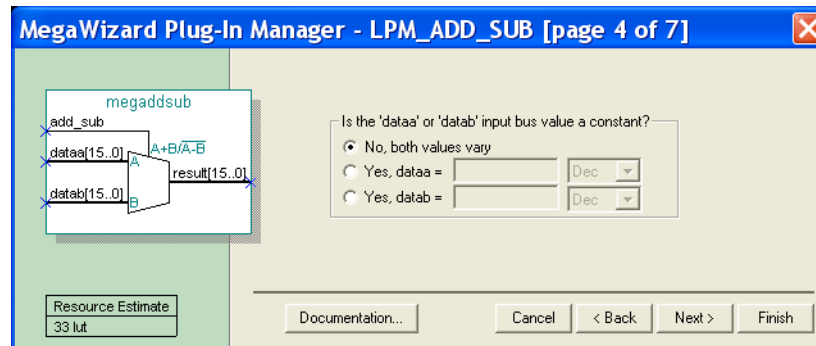 MegaWizard Plug-In Manager - LPM_ADD_SUB [page 4 of 7]
megaddsub
add_sub
A+B/A-B
dataa[15..0]
A
result[15..0]
datab[15..0]
B
Is the 'dataa' or 'datab' input bus value a constant?
No, both values vary
Yes, dataa = Dec
Yes, datab = Dec
Resource Estimate
33 lut
Documentation... Cancel < Back Next > Finish